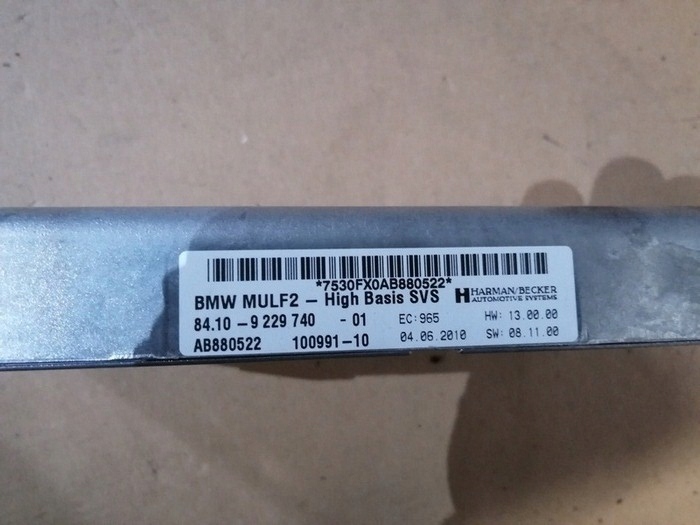 *7530FX0AB880522*
BMW MULF2 – High Basis SVS
HARMAN/BECKER
AUTOMOTIVE SYSTEMS
84.10 – 9 229 740 - 01 EC:965 HW: 13.00.00
AB880522 100991–10 04.06.2010 SW: 08.11.00